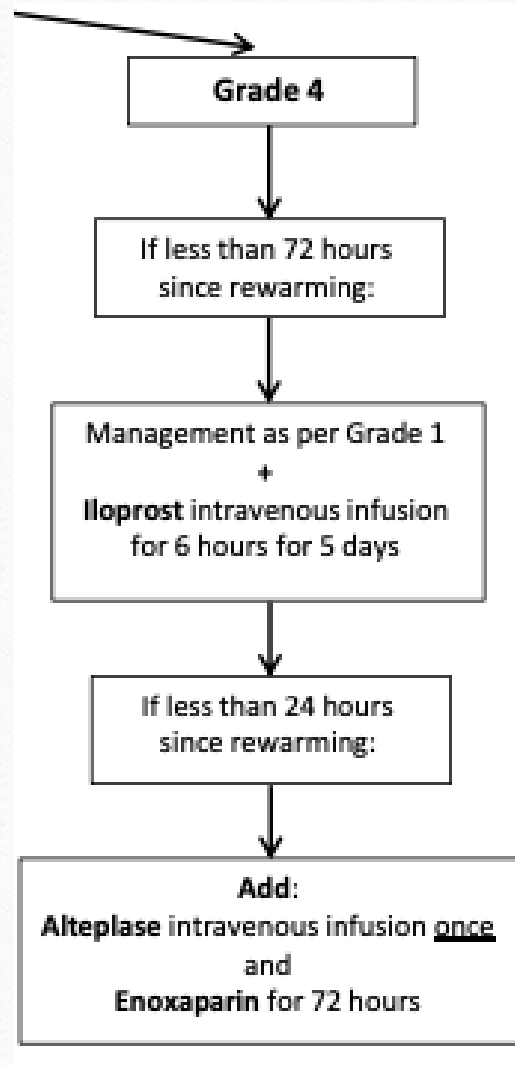 Grade 4
If less than 72 hours
since rewarming:
Management as per Grade 1
+
Iloprost intravenous infusion
for 6 hours for 5 days
If less than 24 hours
since rewarming:
Add:
Alteplase intravenous infusion once
and
Enoxaparin for 72 hours